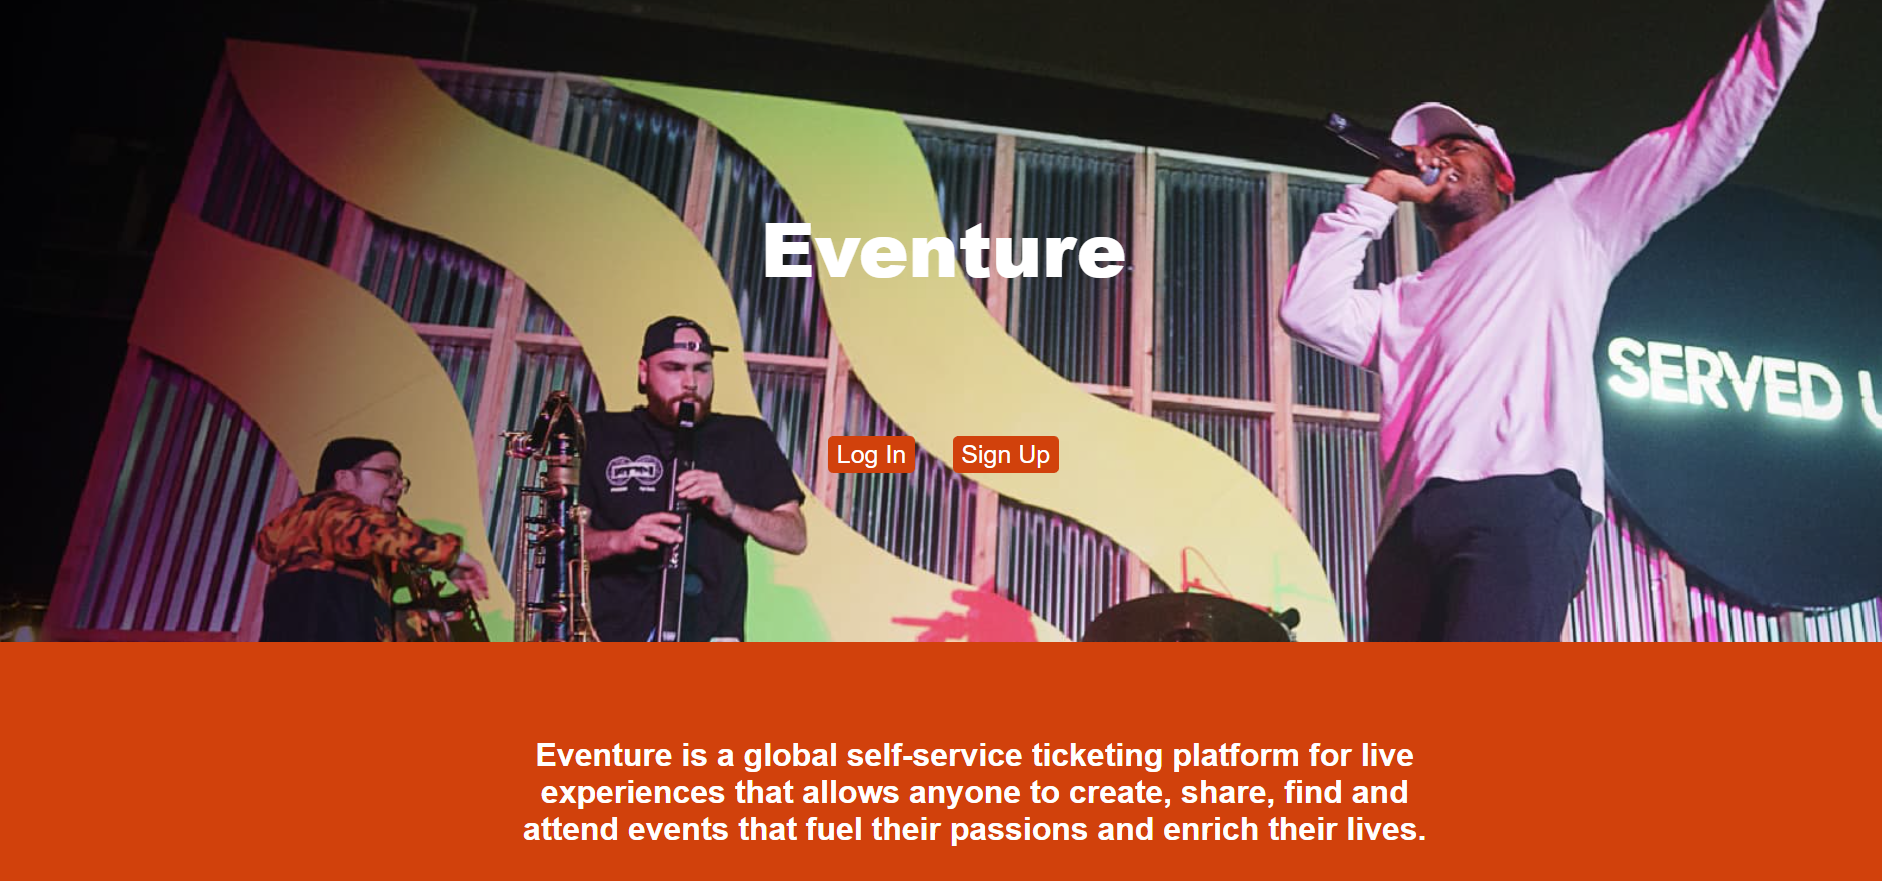 Eventure
SERVED
Log In
Sign Up
Eventure is a global self-service ticketing platform for live
experiences that allows anyone to create, share, find and
attend events that fuel their passions and enrich their lives.